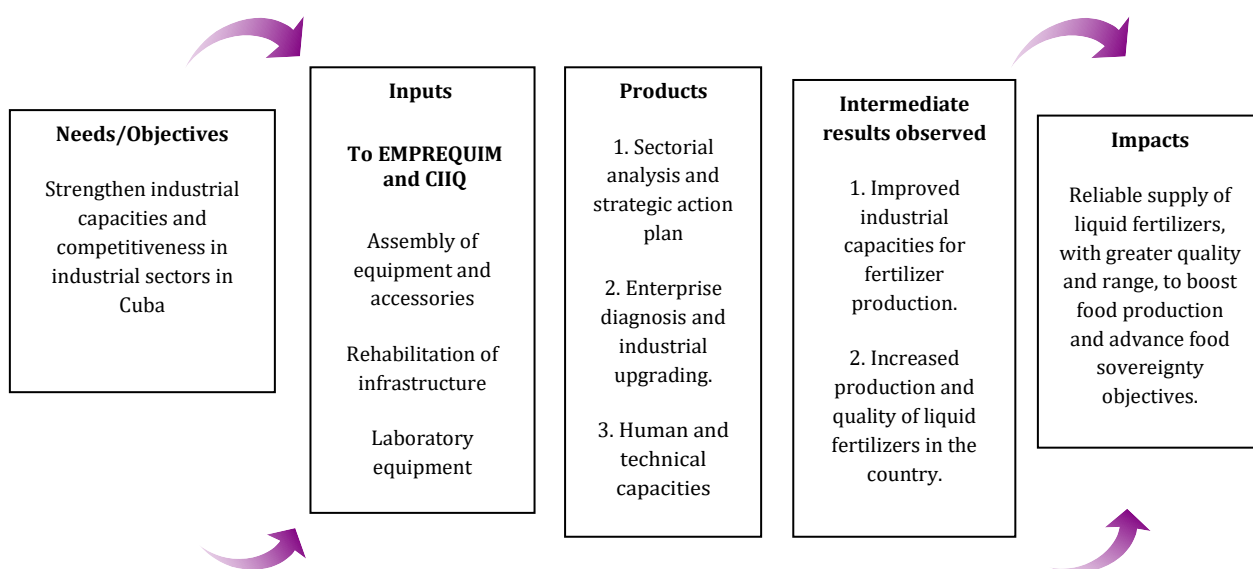 Needs/Objectives
Strengthen industrial
capacities and
competitiveness in
industrial sectors in
Cuba
Inputs
To EMPREQUIM
and CIIQ
Assembly of
equipment and
accessories
Rehabilitation of
infrastructure
Laboratory
equipment
Products
1. Sectorial
analysis and
strategic action
plan
2. Enterprise
diagnosis and
industrial
upgrading.
3. Human and
technical
capacities
Intermediate
results observed
1. Improved
industrial
capacities for
fertilizer
production.
2. Increased
production and
quality of liquid
fertilizers in the
country.
Impacts
Reliable supply of
liquid fertilizers,
with greater quality
and range, to boost
food production
and advance food
sovereignty
objectives.